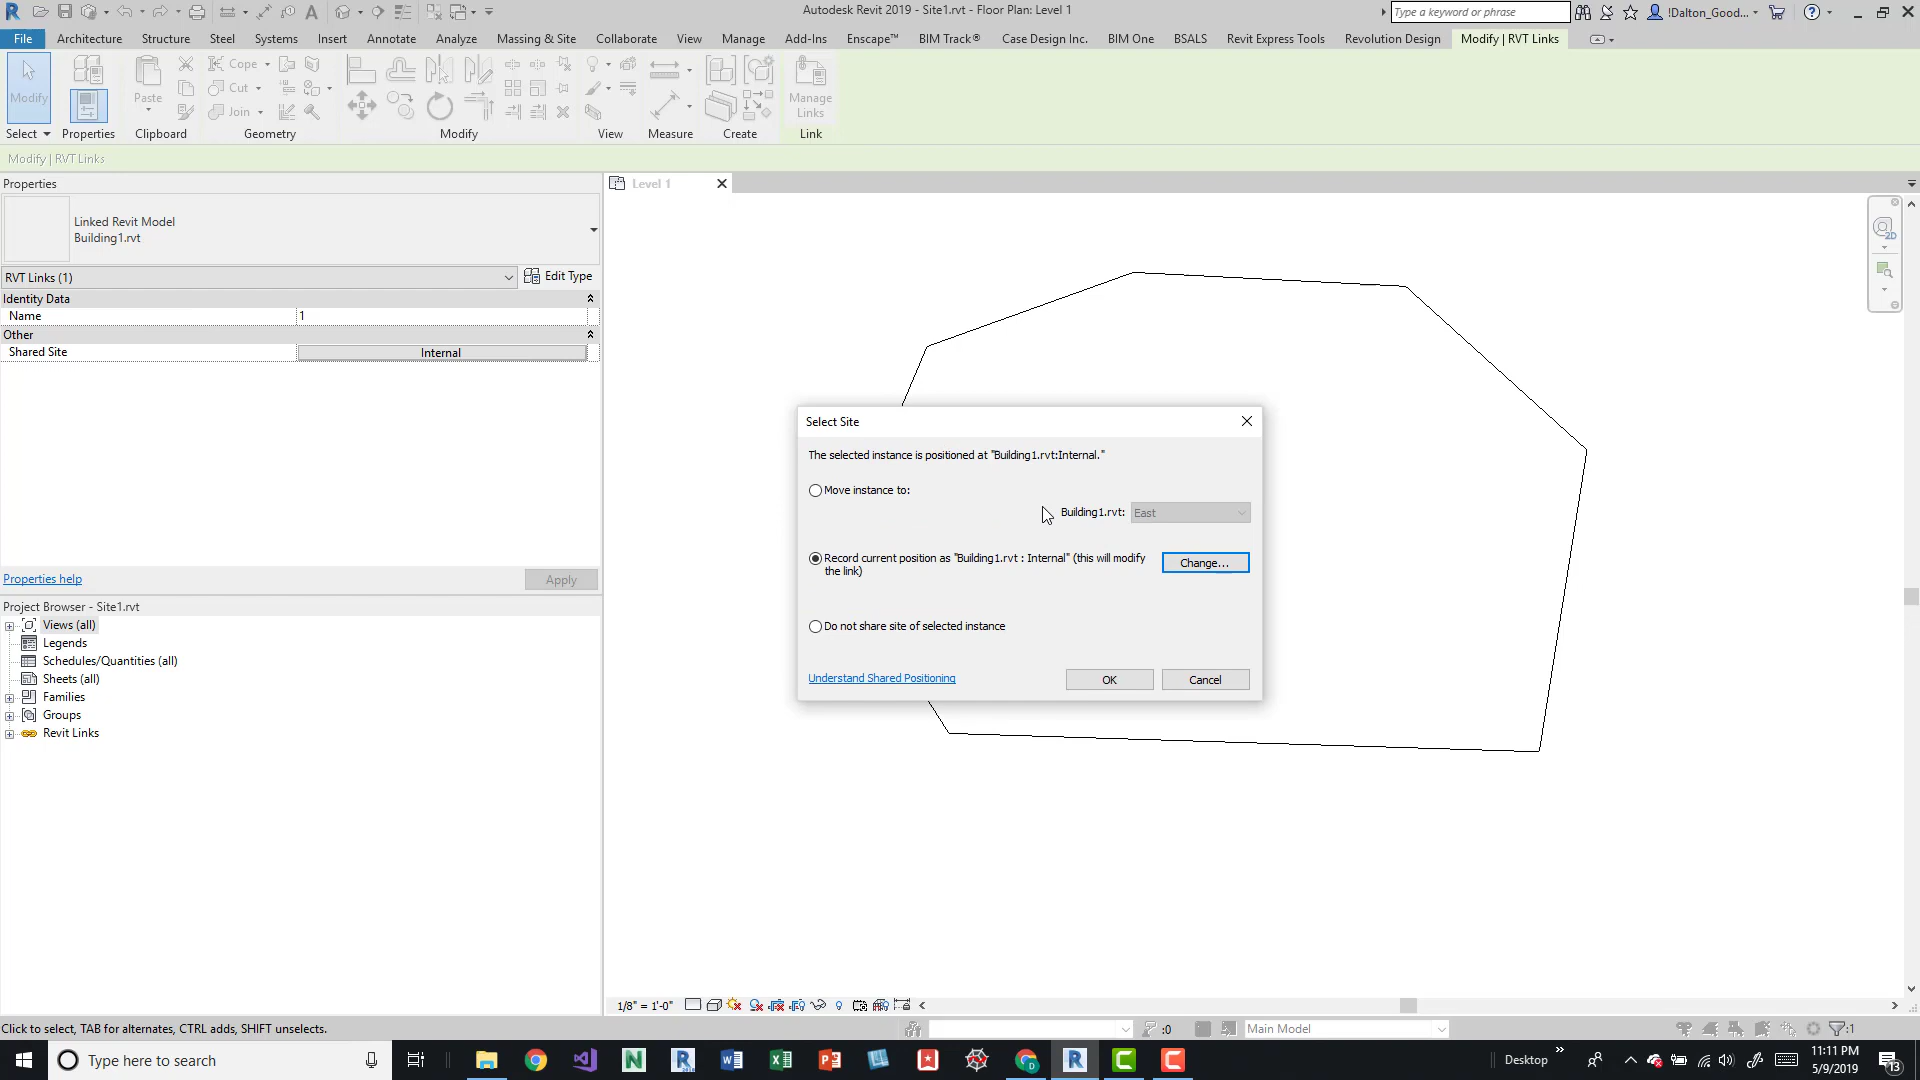 Autodesk Revit 2019 - Site1.rvt - Floor Plan: Level 1
Type a keyword or phrase
!Dalton_Good...
File Architecture Structure Steel Systems Insert Annotate Analyze Massing & Site Collaborate View Manage Add-Ins Enscape™ BIM Track® Case Design Inc. BIM One BSALS Revit Express Tools Revolution Design Modify | RVT Links
Modify
Paste
Cope
Cut
Join
Manage
Links
Select Properties Clipboard Geometry Modify View Measure Create Link
Modify | RVT Links
Properties
Linked Revit Model
Building1.rvt
RVT Links (1)
Edit Type
Identity Data
Name 1
Other
Shared Site Internal
Properties help
Apply
Project Browser - Site1.rvt
Views (all)
Legends
Schedules/Quantities (all)
Sheets (all)
Families
Groups
Revit Links
Level 1
2D
Select Site
The selected instance is positioned at "Building1.rvt:Internal."
Move instance to:
Building1.rvt: East
Record current position as "Building1.rvt : Internal" (this will modify
the link)
Change...
Do not share site of selected instance
Understand Shared Positioning
OK
Cancel
1/8" = 1'-0"
Click to select, TAB for alternates, CTRL adds, SHIFT unselects.
:0
Main Model
:1
Type here to search
Desktop
11:11 PM
5/9/2019
13